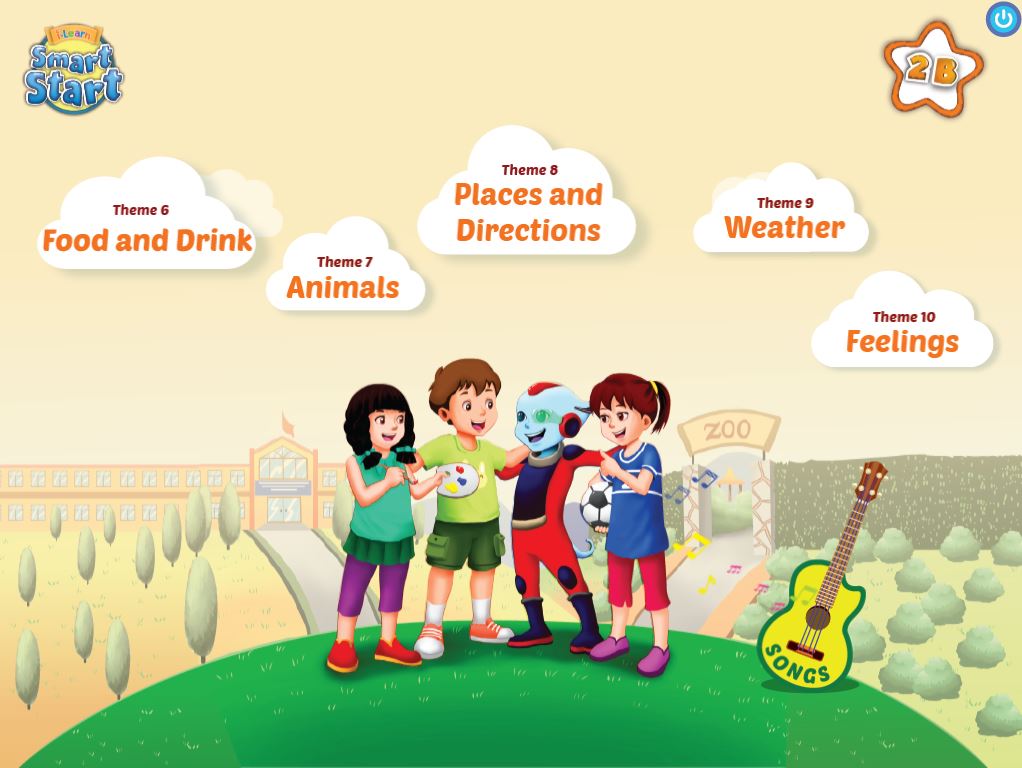 i-Learn
Smart
Start
2B
Theme 6
Food and Drink
Theme 7
Animals
Theme 8
Places and
Directions
Theme 9
Weather
Theme 10
Feelings
ZOO
SONGS